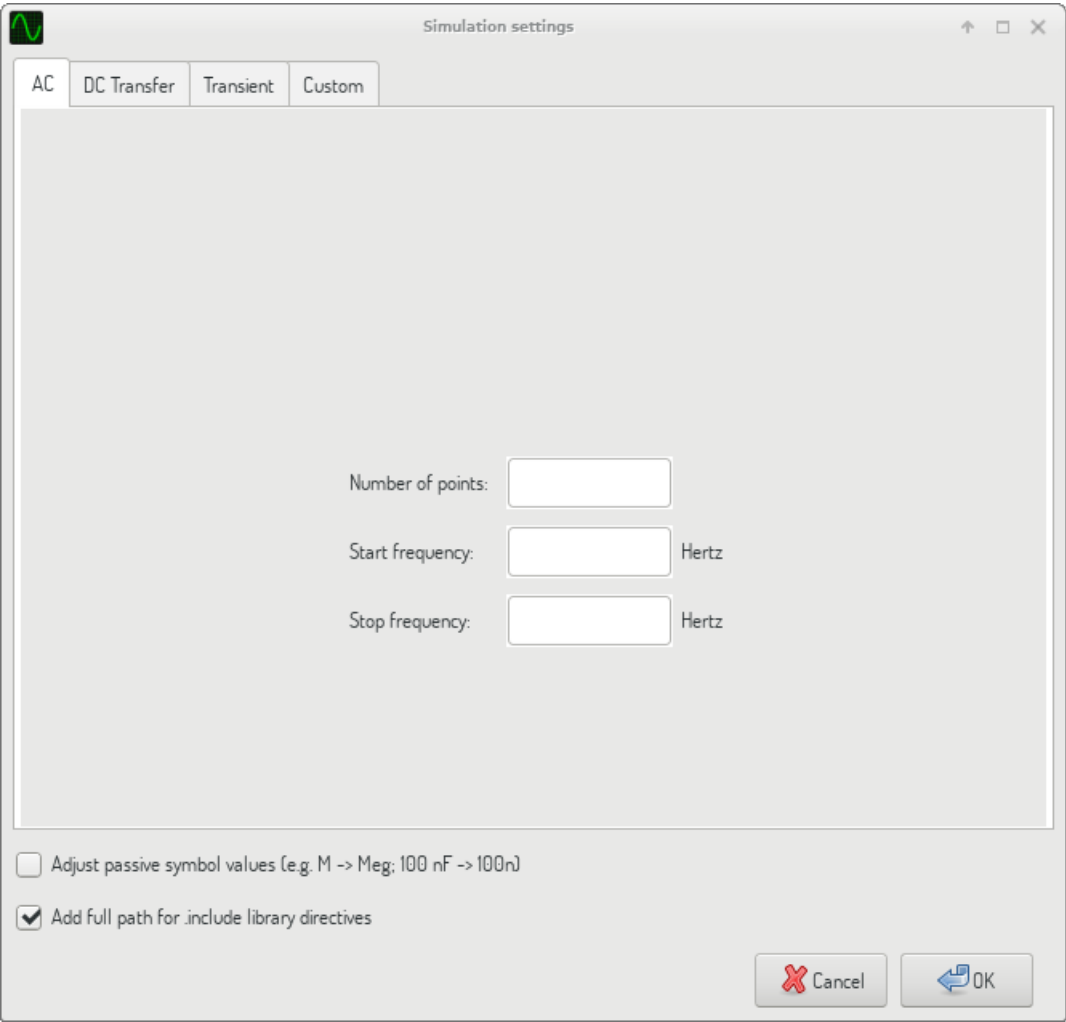 Simulation settings
AC DC Transfer Transient Custom
Number of points:
Start frequency: Hertz
Stop frequency: Hertz
Adjust passive symbol values (e.g. M -> Meg; 100 nF -> 100n)
Add full path for .include library directives
Cancel OK